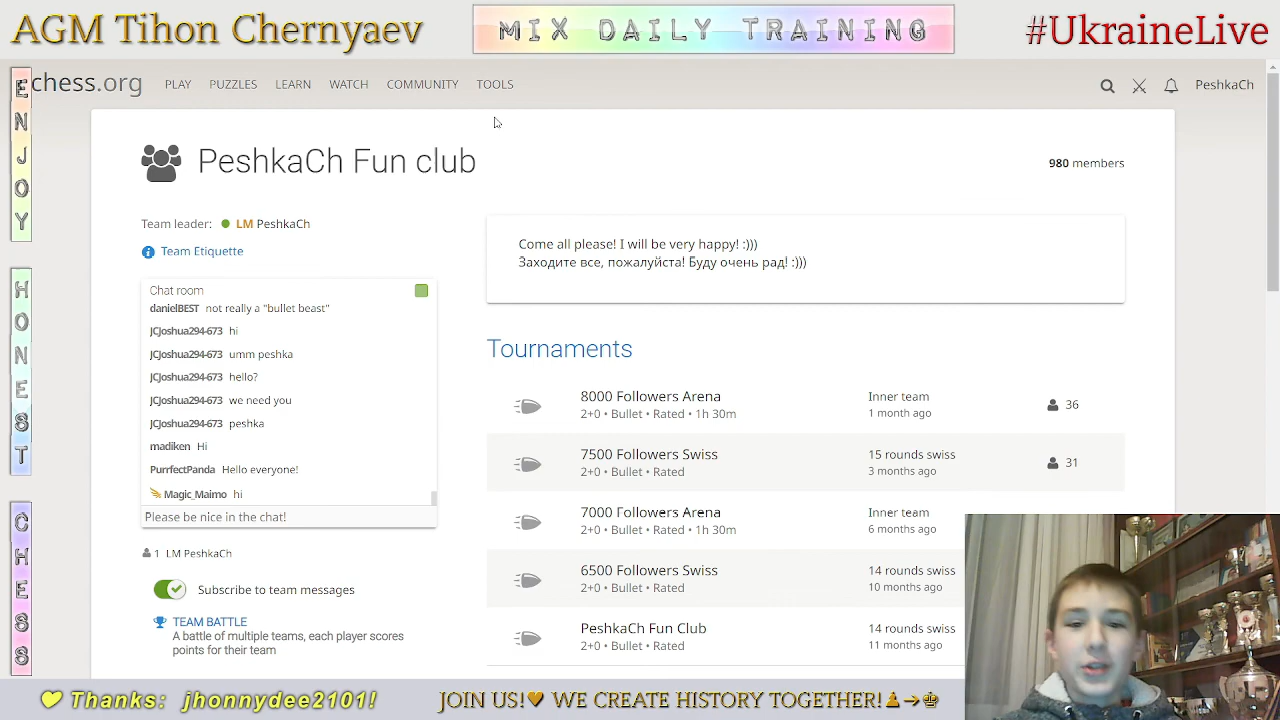 AGM Tihon Chernyaev
MIX DAILY TRAINING
#UkraineLive
ENJOY
HONEST
CHESS
chess.org
PLAY PUZZLES LEARN WATCH COMMUNITY TOOLS
PeshkaCh
PeshkaCh Fun club
980 members
Team leader: LM PeshkaCh
Team Etiquette
Come all please! I will be very happy! :)))
Заходите все, пожалуйста! Буду очень рад! :)))
Chat room
danielBEST not really a "bullet beast"
JCJoshua294-673 hi
JCJoshua294-673 umm peshka
JCJoshua294-673 hello?
JCJoshua294-673 we need you
JCJoshua294-673 peshka
madiken Hi
PurrfectPanda Hello everyone!
Magic_Maimo hi
Please be nice in the chat!
1 LM PeshkaCh
Subscribe to team messages
TEAM BATTLE
A battle of multiple teams, each player scores
points for their team
Tournaments
8000 Followers Arena
2+0 • Bullet • Rated • 1h 30m
Inner team
1 month ago
36
7500 Followers Swiss
2+0 • Bullet • Rated
15 rounds swiss
3 months ago
31
7000 Followers Arena
2+0 • Bullet • Rated • 1h 30m
Inner team
6 months ago
6500 Followers Swiss
2+0 • Bullet • Rated
14 rounds swiss
10 months ago
PeshkaCh Fun Club
2+0 • Bullet • Rated
14 rounds swiss
11 months ago
Thanks: jhonnydee2101!
JOIN US!🧡 WE CREATE HISTORY TOGETHER!♟→♚